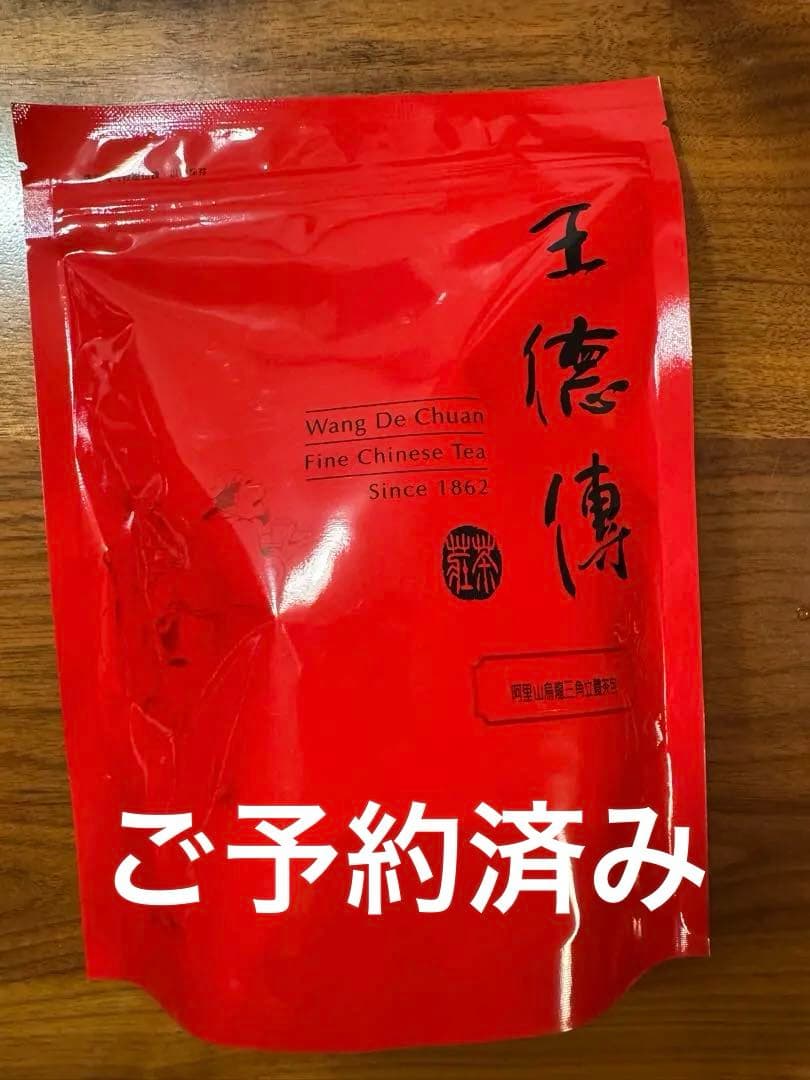 王德傳
Wang De Chuan
Fine Chinese Tea
Since 1862
茶莊
阿里山烏龍三角立體茶包
ご予約済み